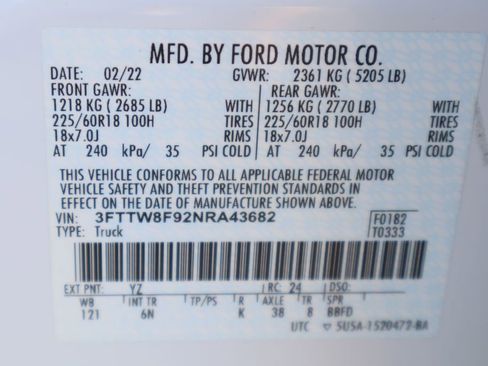 MFD. BY FORD MOTOR CO.
DATE: 02/22 GVWR: 2361 KG ( 5205 LB)
FRONT GAWR: REAR GAWR:
1218 KG ( 2685 LB) WITH 1256 KG ( 2770 LB) WITH
225/60R18 100H TIRES 225/60R18 100H TIRES
18x7.0J RIMS 18x7.0J RIMS
AT 240 kPa/ 35 PSI COLD AT 240 kPa/ 35 PSI COLD
THIS VEHICLE CONFORMS TO ALL APPLICABLE FEDERAL MOTOR
VEHICLE SAFETY AND THEFT PREVENTION STANDARDS IN
EFFECT ON THE DATE OF MANUFACTURE SHOWN ABOVE.
VIN: 3FTTW8F92NRA43682 F0182
TYPE: Truck T0333
EXT PNT: YZ RC: 24 DSO:
WB INT TR TP/PS R AXLE TR SPR
121 6N K 38 8 BBFD
UTC ▽ 5U5A-1520472-BA